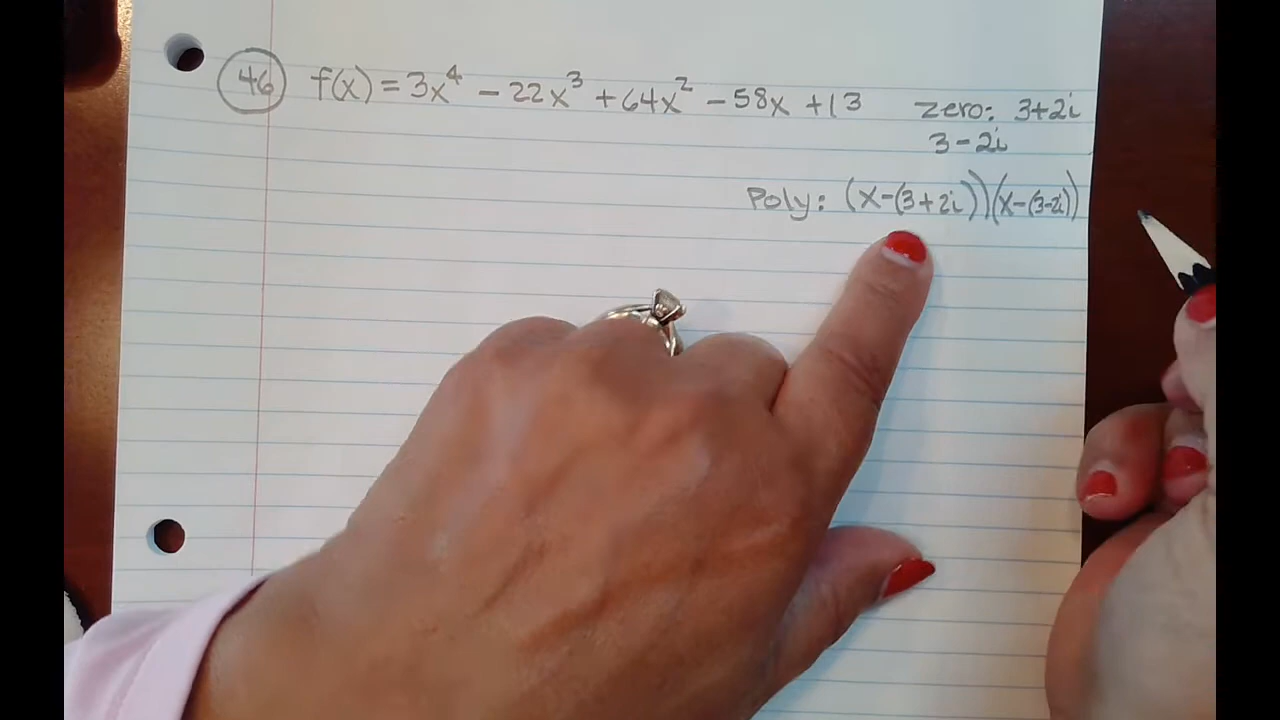 46 f(x) = 3x⁴ - 22x³ + 64x² - 58x + 13 zero: 3+2i
3-2i
Poly: (x-(3+2i))(x-(3-2i))